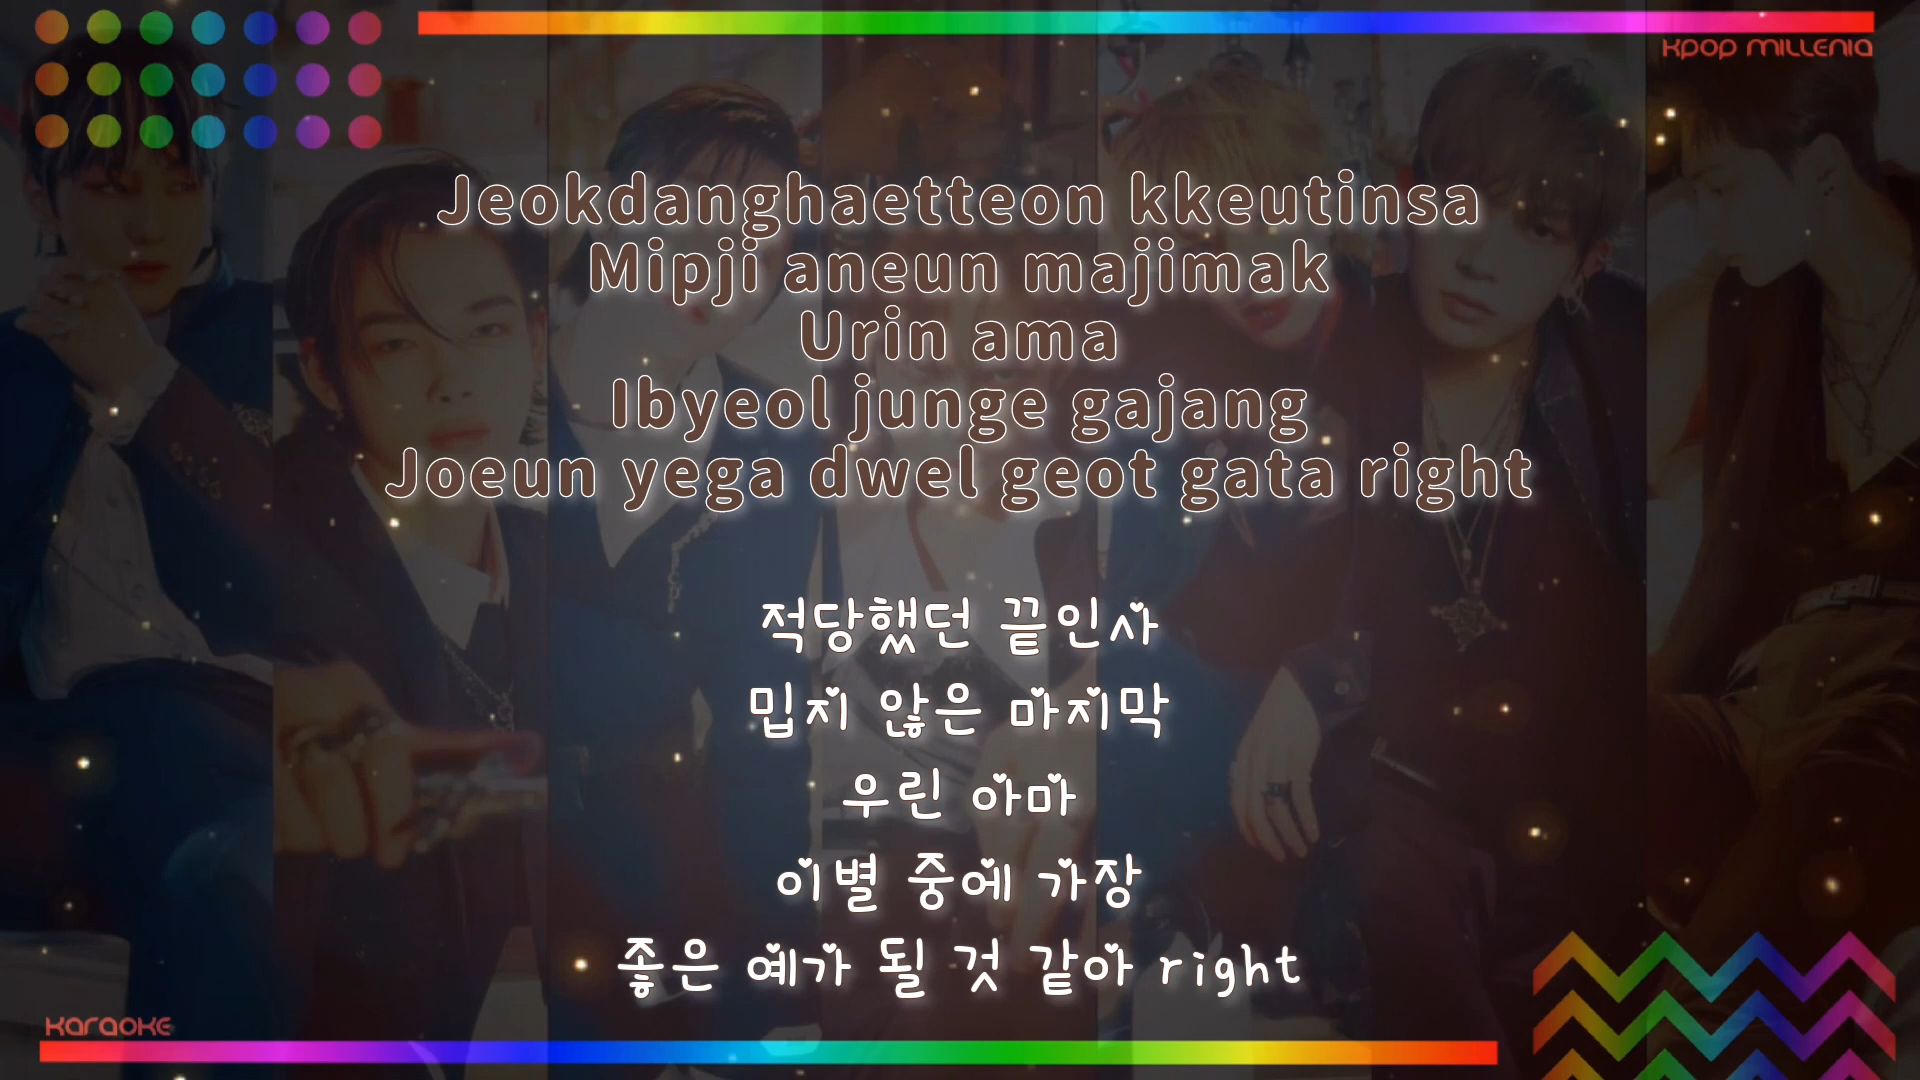 KPOP MILLENIA
Jeokdanghaetteon kkeutinsa
Mipji aneun majimak
Urin ama
Ibyeol junge gajang
Joeun yega dwel geot gata right
적당했던 끝인사
밉지 않은 마지막
우린 아마
이별 중에 가장
좋은 예가 될 것 같아 right
KARAOKE